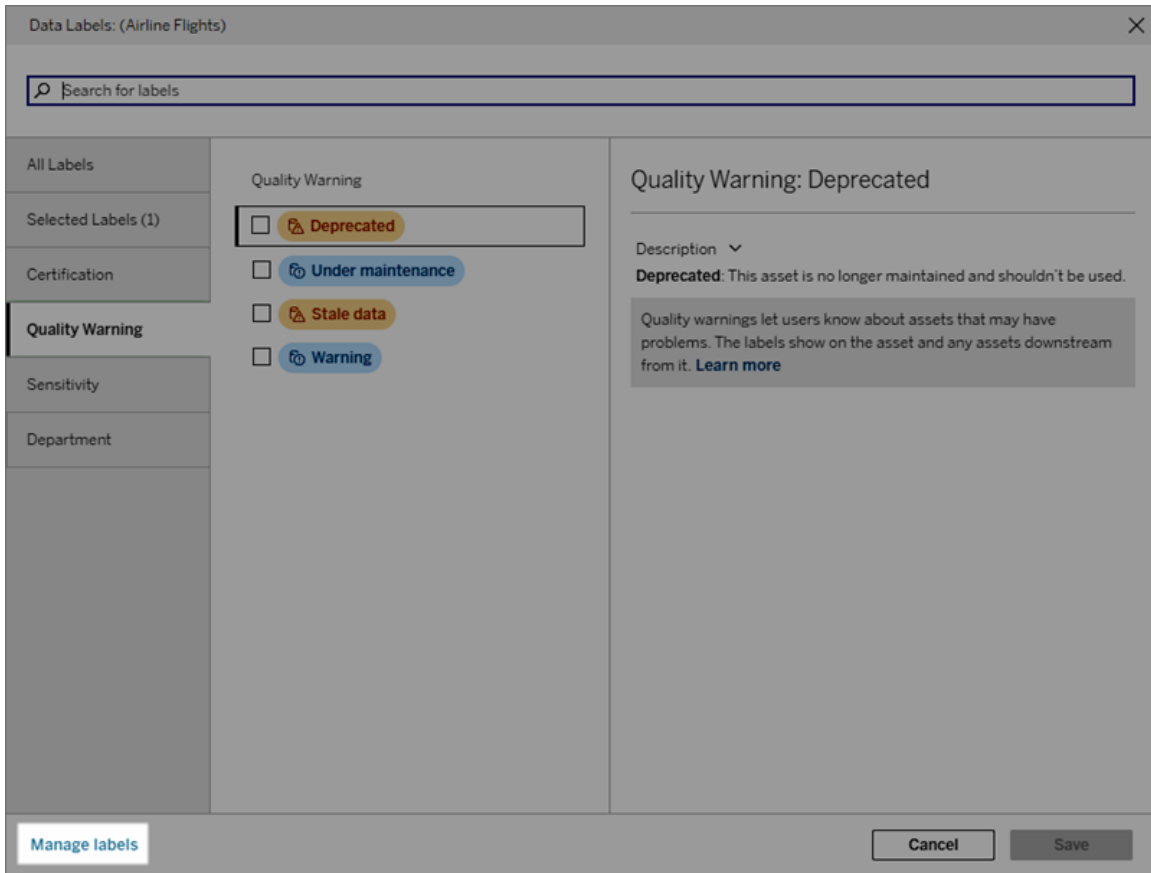 Data Labels: (Airline Flights)
Search for labels
All Labels
Selected Labels (1)
Certification
Quality Warning
Sensitivity
Department
Quality Warning
Deprecated
Under maintenance
Stale data
Warning
Quality Warning: Deprecated
Description
Deprecated: This asset is no longer maintained and shouldn't be used.
Quality warnings let users know about assets that may have
problems. The labels show on the asset and any assets downstream
from it. Learn more
Manage labels
Cancel
Save